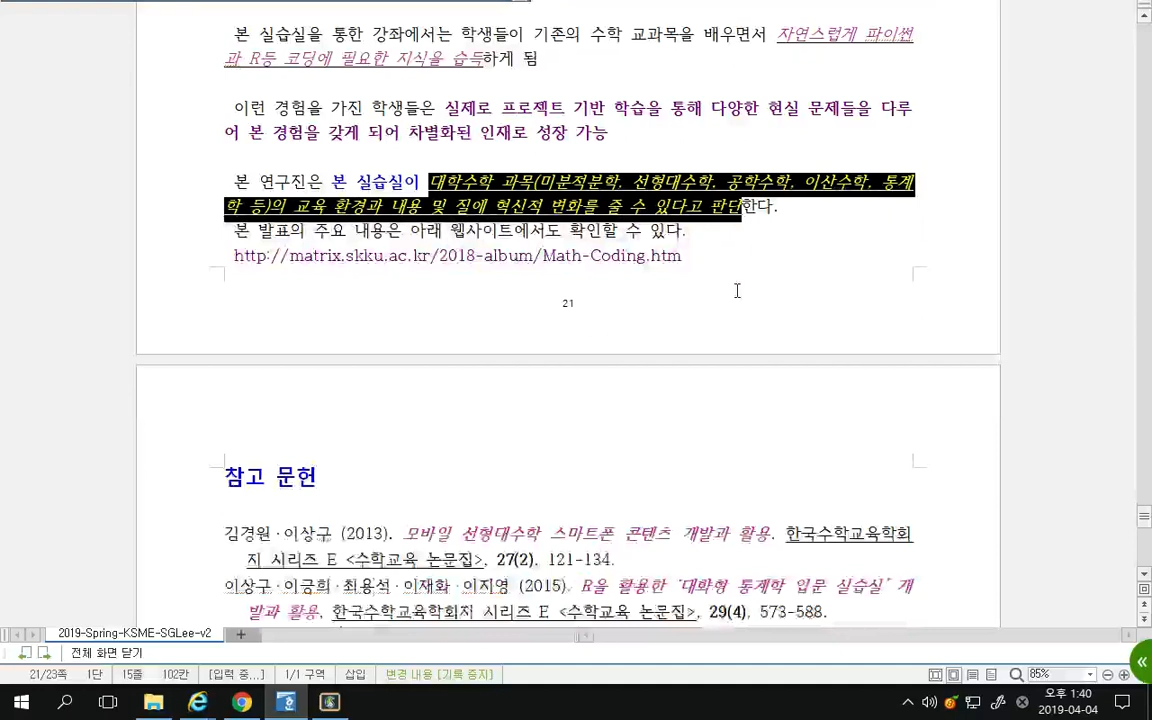 본 실습실을 통한 강좌에서는 학생들이 기존의 수학 교과목을 배우면서 자연스럽게 파이썬
과 R등 코딩에 필요한 지식을 습득하게 됨
이런 경험을 가진 학생들은 실제로 프로젝트 기반 학습을 통해 다양한 현실 문제들을 다루
어 본 경험을 갖게 되어 차별화된 인재로 성장 가능
본 연구진은 본 실습실이 대학수학 과목(미분적분학, 선형대수학, 공학수학, 이산수학, 통계
학 등)의 교육 환경과 내용 및 질에 혁신적 변화를 줄 수 있다고 판단한다.
본 발표의 주요 내용은 아래 웹사이트에서도 확인할 수 있다.
http://matrix.skku.ac.kr/2018-album/Math-Coding.htm
21
참고 문헌
김경원·이상구 (2013). 모바일 선형대수학 스마트폰 콘텐츠 개발과 활용. 한국수학교육학회
지 시리즈 E <수학교육 논문집>, 27(2), 121-134.
이상구·이금희·최용석·이재화·이지영 (2015). R을 활용한 '대화형 통계학 입문 실습실' 개
발과 활용, 한국수학교육학회지 시리즈 E <수학교육 논문집>, 29(4), 573-588.
2019-Spring-KSME-SGLee-v2
전체 화면 닫기
21/23쪽 1단 15줄 102칸 [입력 중...] 1/1 구역 삽입 변경 내용 [기록 중지] 85%
오후 1:40
2019-04-04